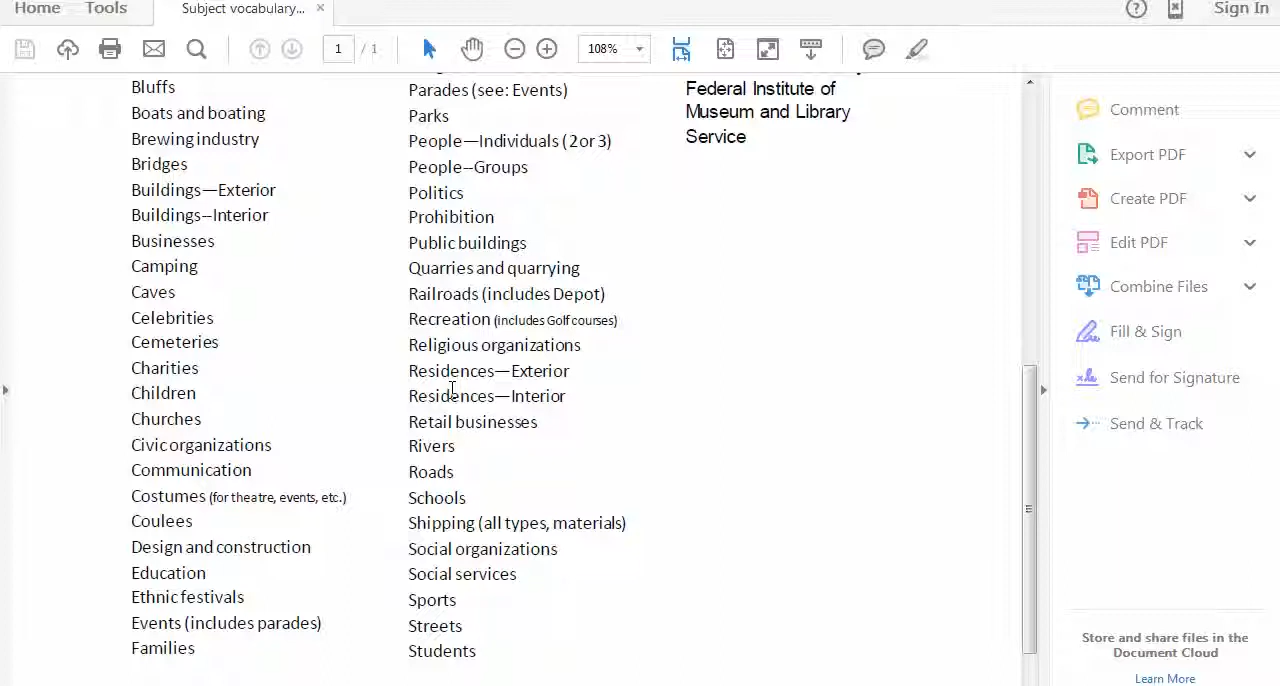 Home
Tools
Subject vocabulary...
Sign In
1
/ 1
108%
Bluffs
Boats and boating
Brewing industry
Bridges
Buildings—Exterior
Buildings--Interior
Businesses
Camping
Caves
Celebrities
Cemeteries
Charities
Children
Churches
Civic organizations
Communication
Costumes (for theatre, events, etc.)
Coulees
Design and construction
Education
Ethnic festivals
Events (includes parades)
Families
Parades (see: Events)
Parks
People—Individuals (2 or 3)
People--Groups
Politics
Prohibition
Public buildings
Quarries and quarrying
Railroads (includes Depot)
Recreation (includes Golf courses)
Religious organizations
Residences—Exterior
Residences—Interior
Retail businesses
Rivers
Roads
Schools
Shipping (all types, materials)
Social organizations
Social services
Sports
Streets
Students
Federal Institute of
Museum and Library
Service
Comment
Export PDF
Create PDF
Edit PDF
Combine Files
Fill & Sign
Send for Signature
Send & Track
Store and share files in the
Document Cloud
Learn More